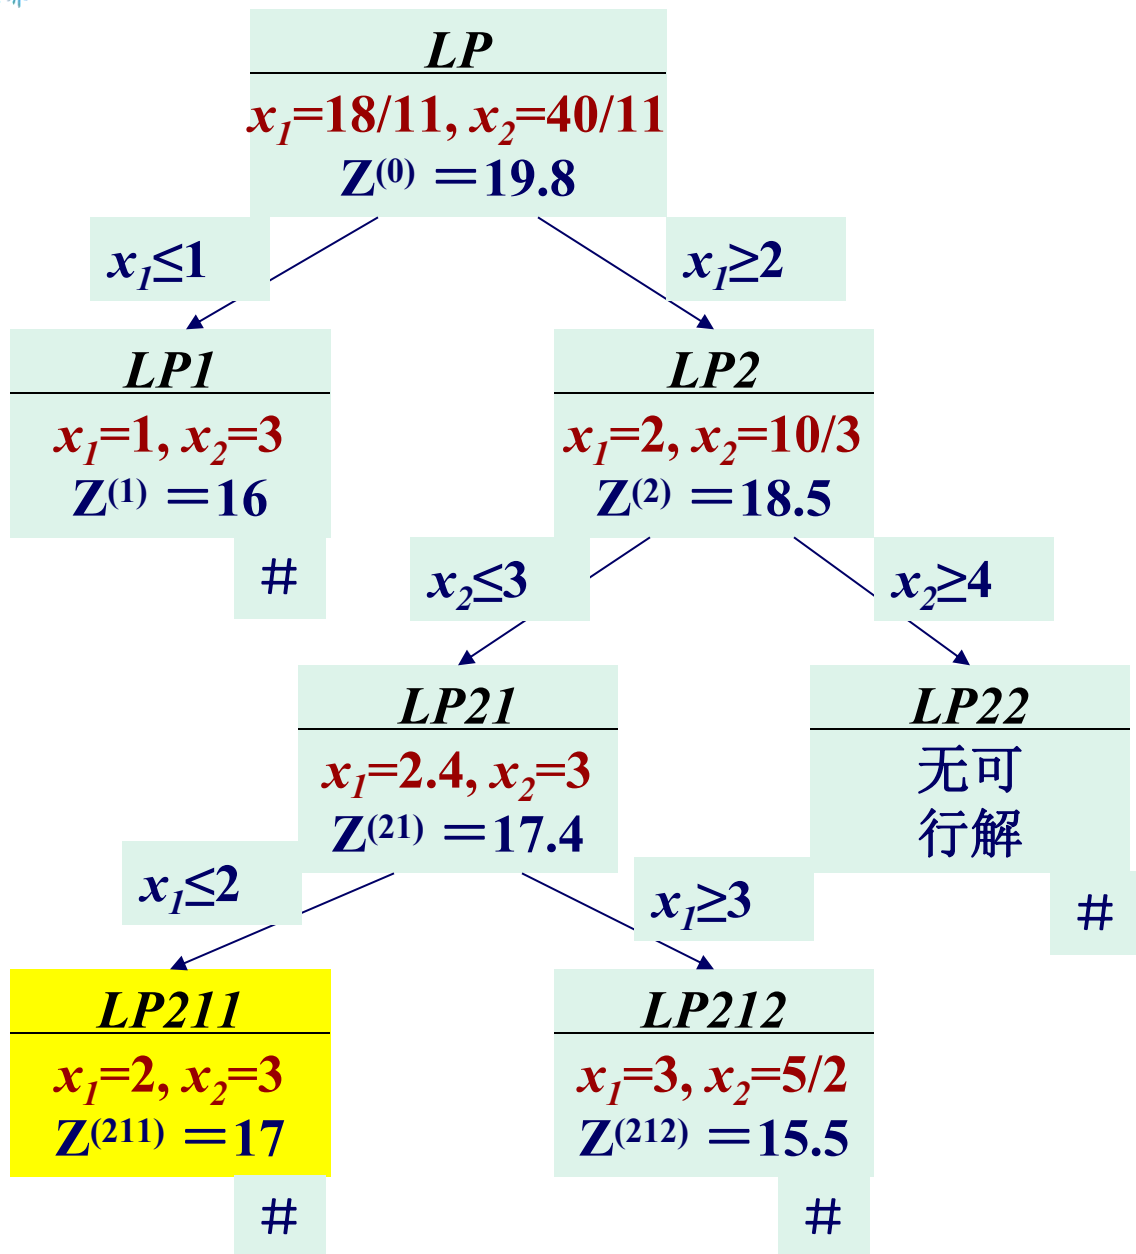 LP
x₁=18/11, x₂=40/11
Z⁽⁰⁾ ＝19.8
x₁≤1
x₁≥2
LP1
x₁=1, x₂=3
Z⁽¹⁾ ＝16
#
LP2
x₁=2, x₂=10/3
Z⁽²⁾ ＝18.5
x₂≤3
x₂≥4
LP21
x₁=2.4, x₂=3
Z⁽²¹⁾ ＝17.4
LP22
无可
行解
#
x₁≤2
x₁≥3
LP211
x₁=2, x₂=3
Z⁽²¹¹⁾ ＝17
#
LP212
x₁=3, x₂=5/2
Z⁽²¹²⁾ ＝15.5
#